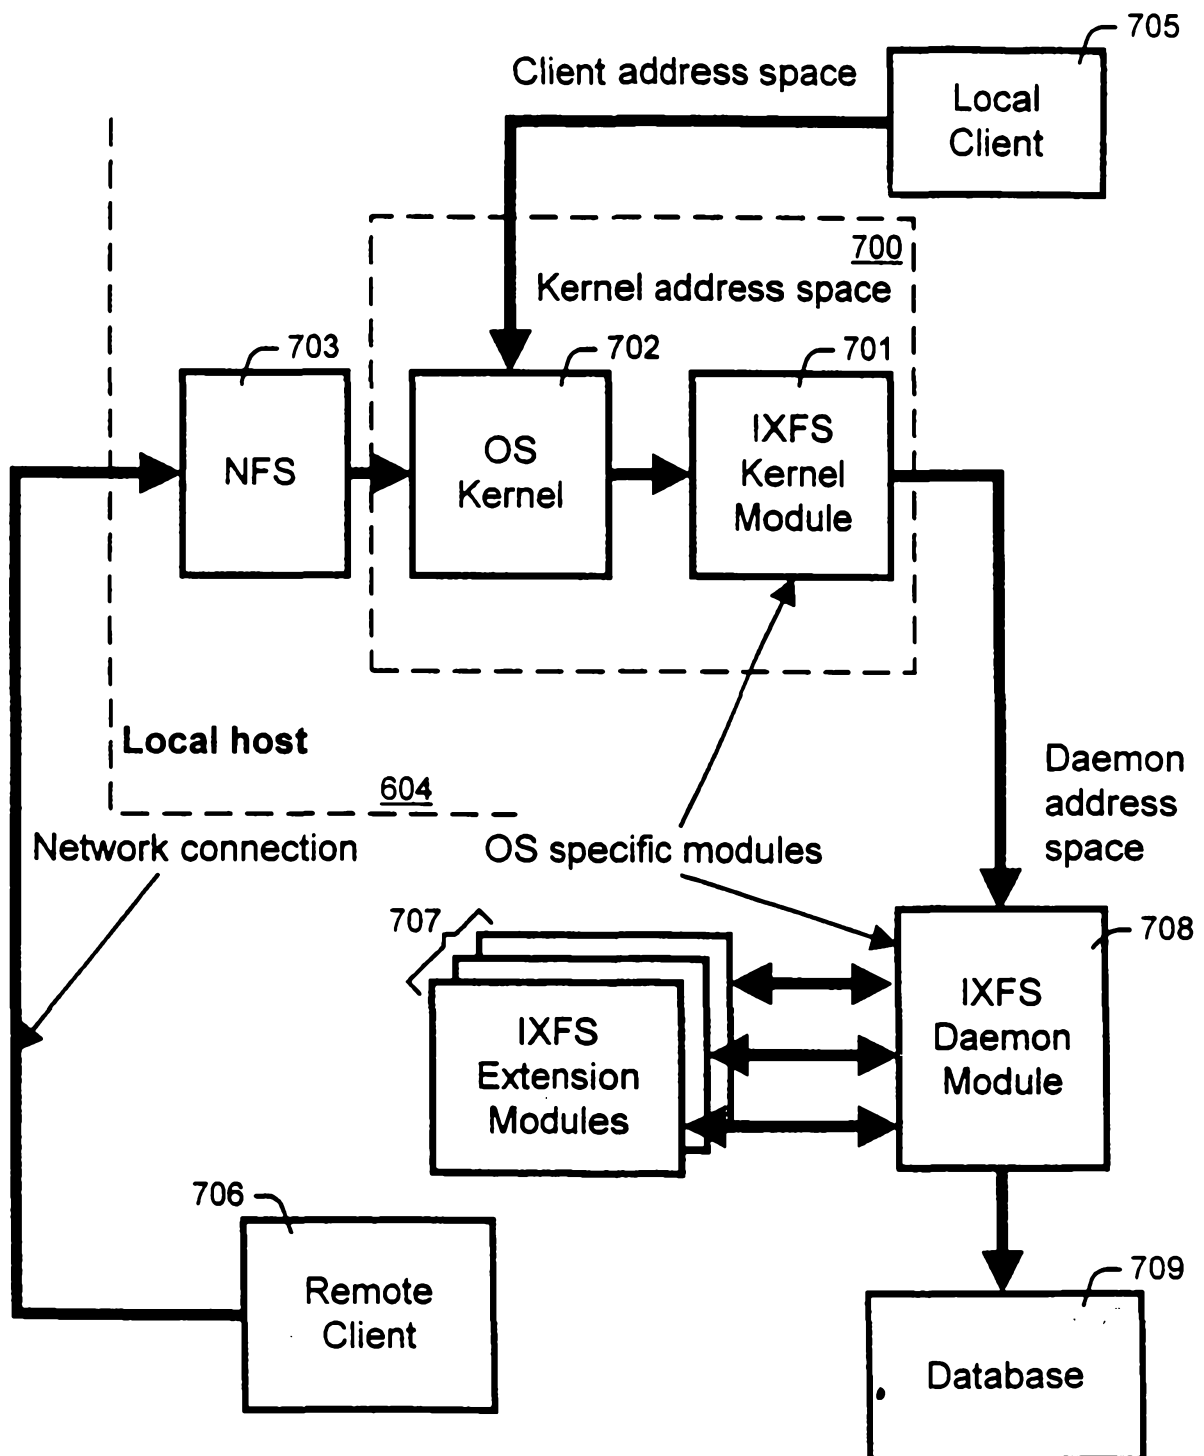 705
Client address space
Local
Client
700
Kernel address space
703
702
701
NFS
OS
Kernel
IXFS
Kernel
Module
Local host
604
Daemon
address
space
Network connection
OS specific modules
707
708
IXFS
Extension
Modules
IXFS
Daemon
Module
706
Remote
Client
709
Database